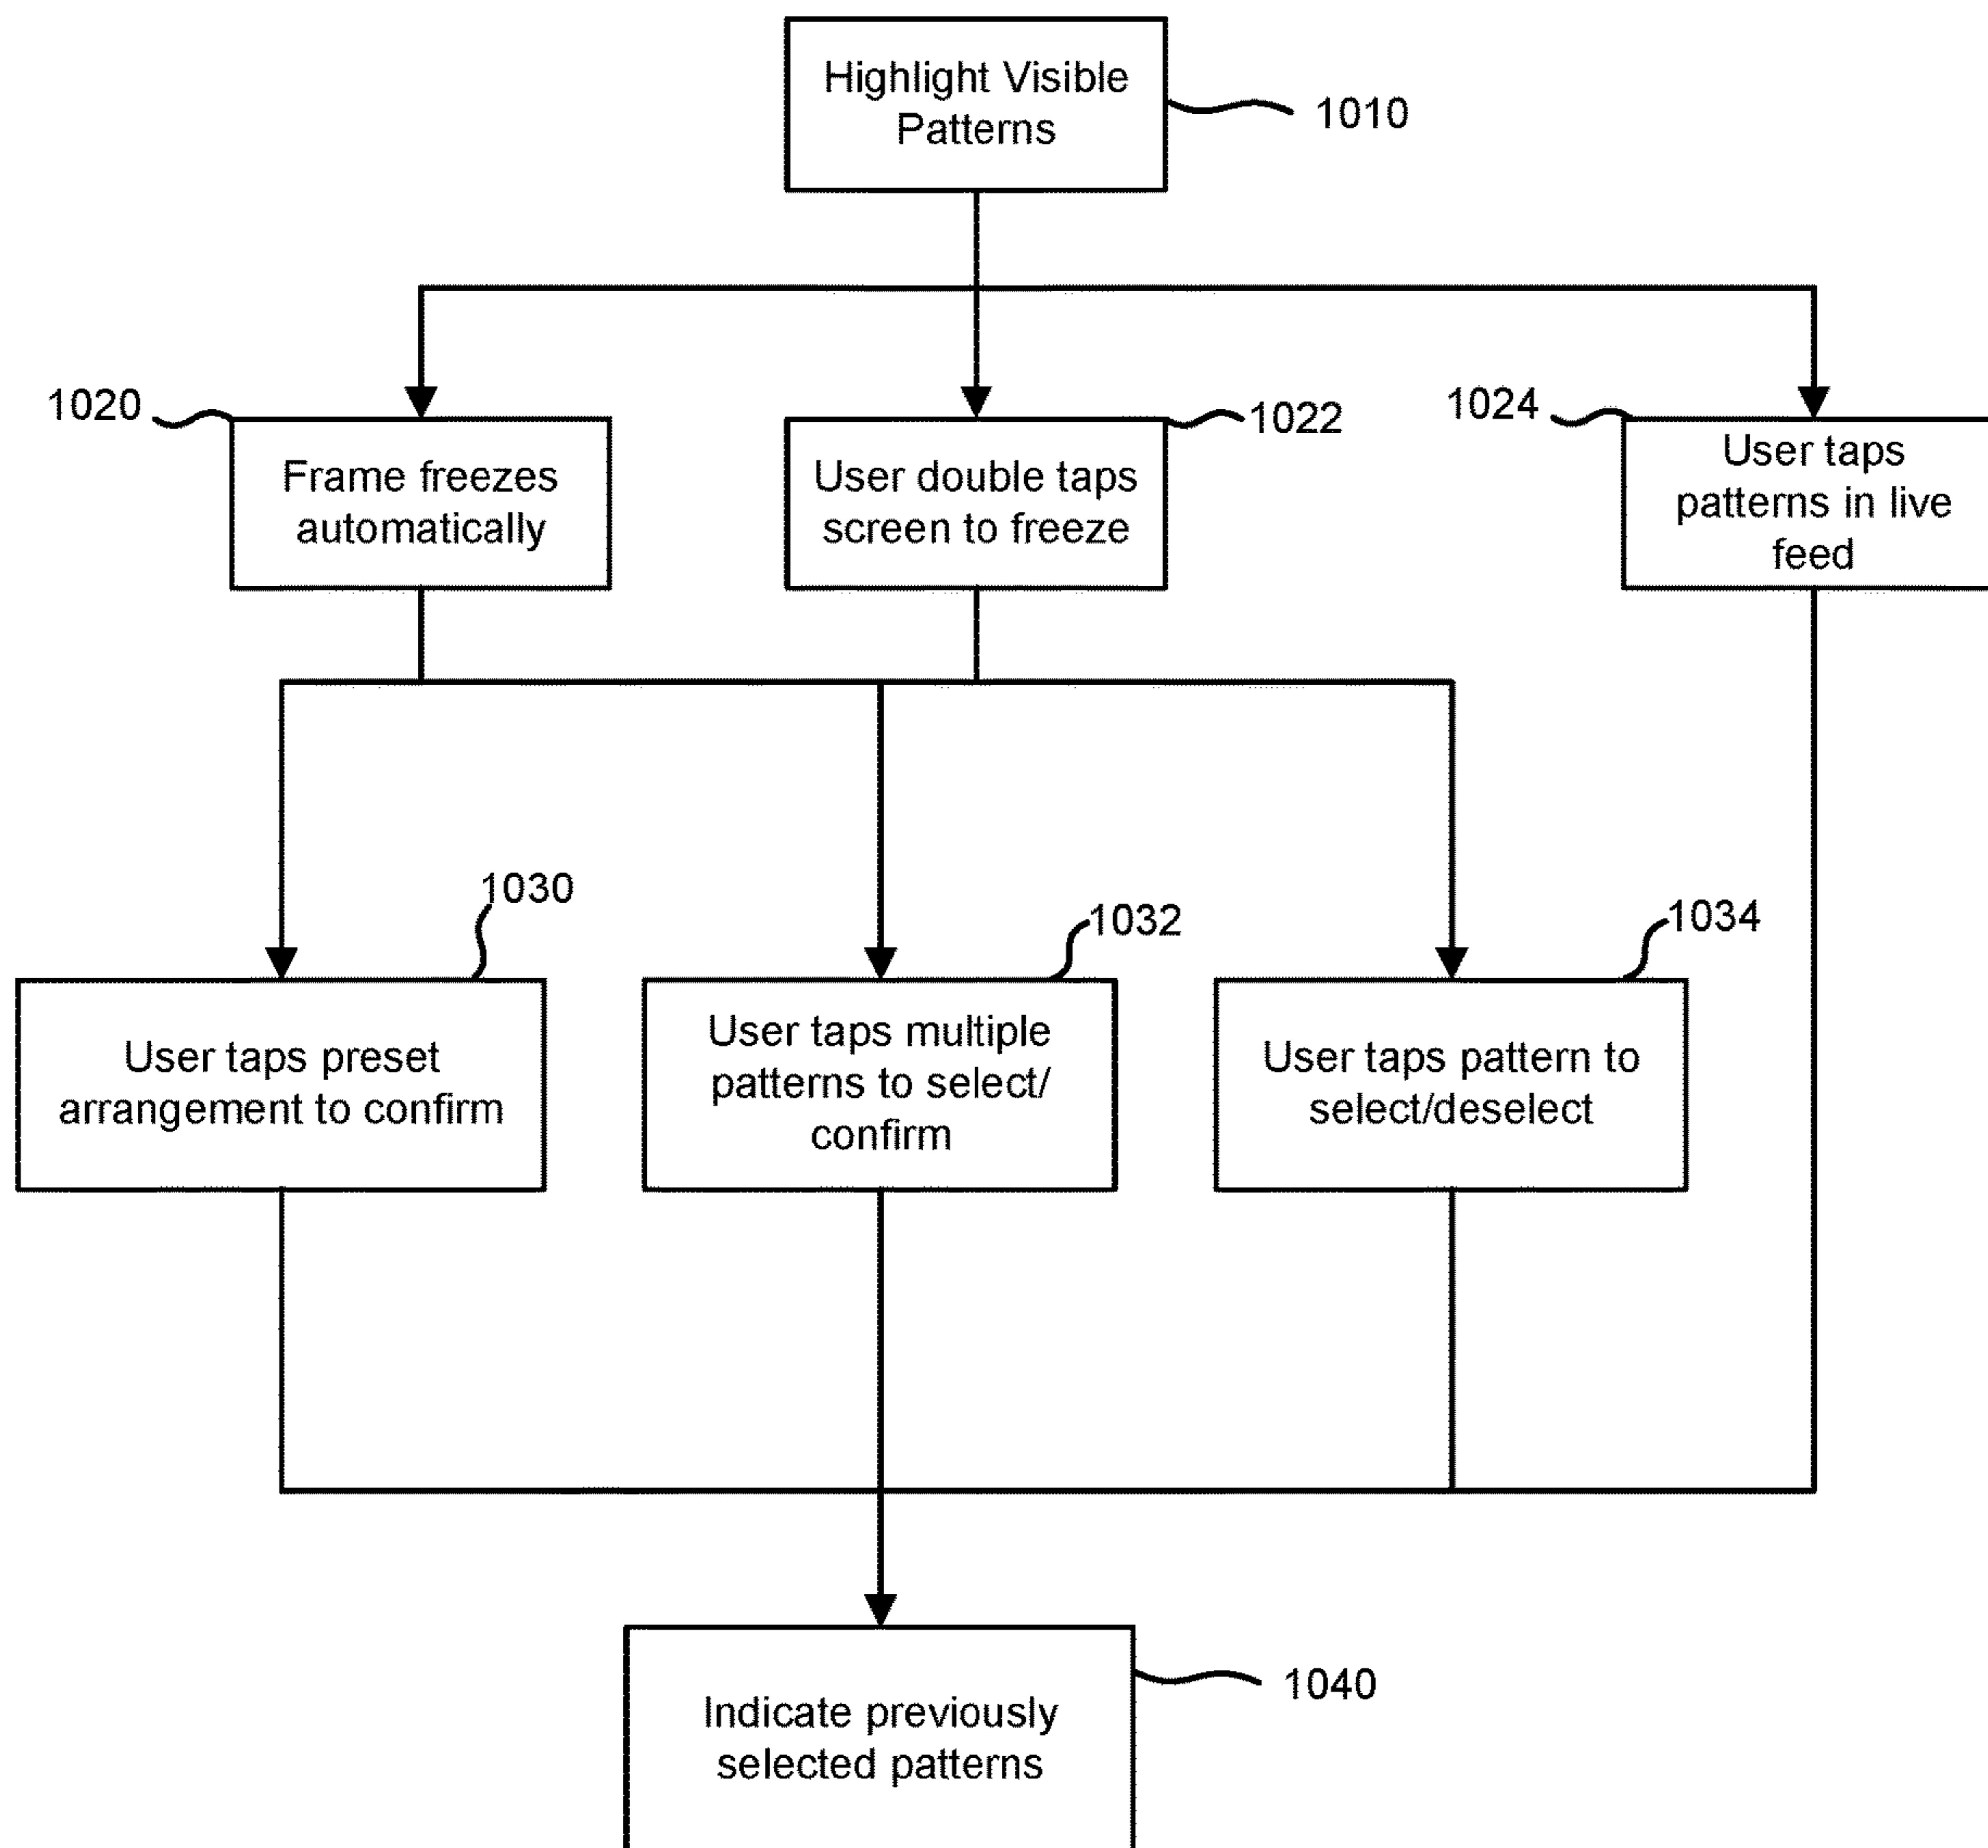 Highlight Visible
Patterns
1010
1020
1022
1024
Frame freezes
automatically
User double taps
screen to freeze
User taps
patterns in live
feed
1030
1032
1034
User taps preset
arrangement to confirm
User taps multiple
patterns to select/
confirm
User taps pattern to
select/deselect
1040
Indicate previously
selected patterns